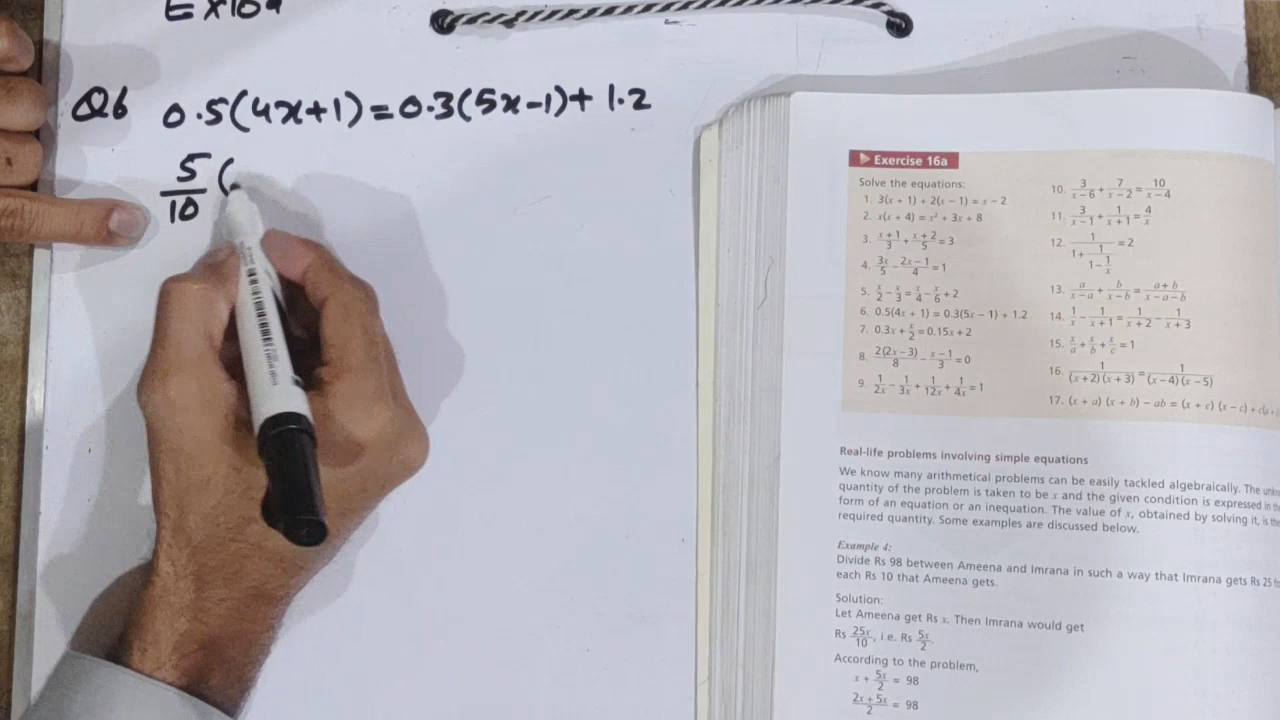 Ex 16a
Q6 0.5(4x+1)=0.3(5x-1)+1.2
5/10 (
Exercise 16a
Solve the equations:
1. 3(x + 1) + 2(x − 1) = x − 2
2. x(x + 4) = x² + 3x + 8
3. (x + 1)/3 + (x + 2)/5 = 3
4. 3x/5 − (2x − 1)/4 = 1
5. x/2 − x/3 = x/4 − x/6 + 2
6. 0.5(4x + 1) = 0.3(5x − 1) + 1.2
7. 0.3x + x/2 = 0.15x + 2
8. 2(2x − 3)/8 − (x − 1)/3 = 0
9. 1/2x − 1/3x + 1/12x + 1/4x = 1
10. 3/(x − 6) + 7/(x − 2) = 10/(x − 4)
11. 3/(x − 1) + 1/(x + 1) = 4/x
12. 1/(1 + 1/(1 − 1/x)) = 2
13. a/(x − a) + b/(x − b) = (a + b)/(x − a − b)
14. 1/x − 1/(x + 1) = 1/(x + 2) − 1/(x + 3)
15. x/a + x/b + x/c = 1
16. 1/((x + 2)(x + 3)) = 1/((x − 4)(x − 5))
17. (x + a) (x + b) − ab = (x + c) (x − c) +
Real-life problems involving simple equations
We know many arithmetical problems can be easily tackled algebraically. The
quantity of the problem is taken to be x and the given condition is expressed in
form of an equation or an inequation. The value of x, obtained by solving it, is
required quantity. Some examples are discussed below.
Example 4:
Divide Rs 98 between Ameena and Imrana in such a way that Imrana gets Rs 25
each Rs 10 that Ameena gets.
Solution:
Let Ameena get Rs x. Then Imrana would get
Rs 25x/10, i.e. Rs 5x/2.
According to the problem,
x + 5x/2 = 98
(2x + 5x)/2 = 98